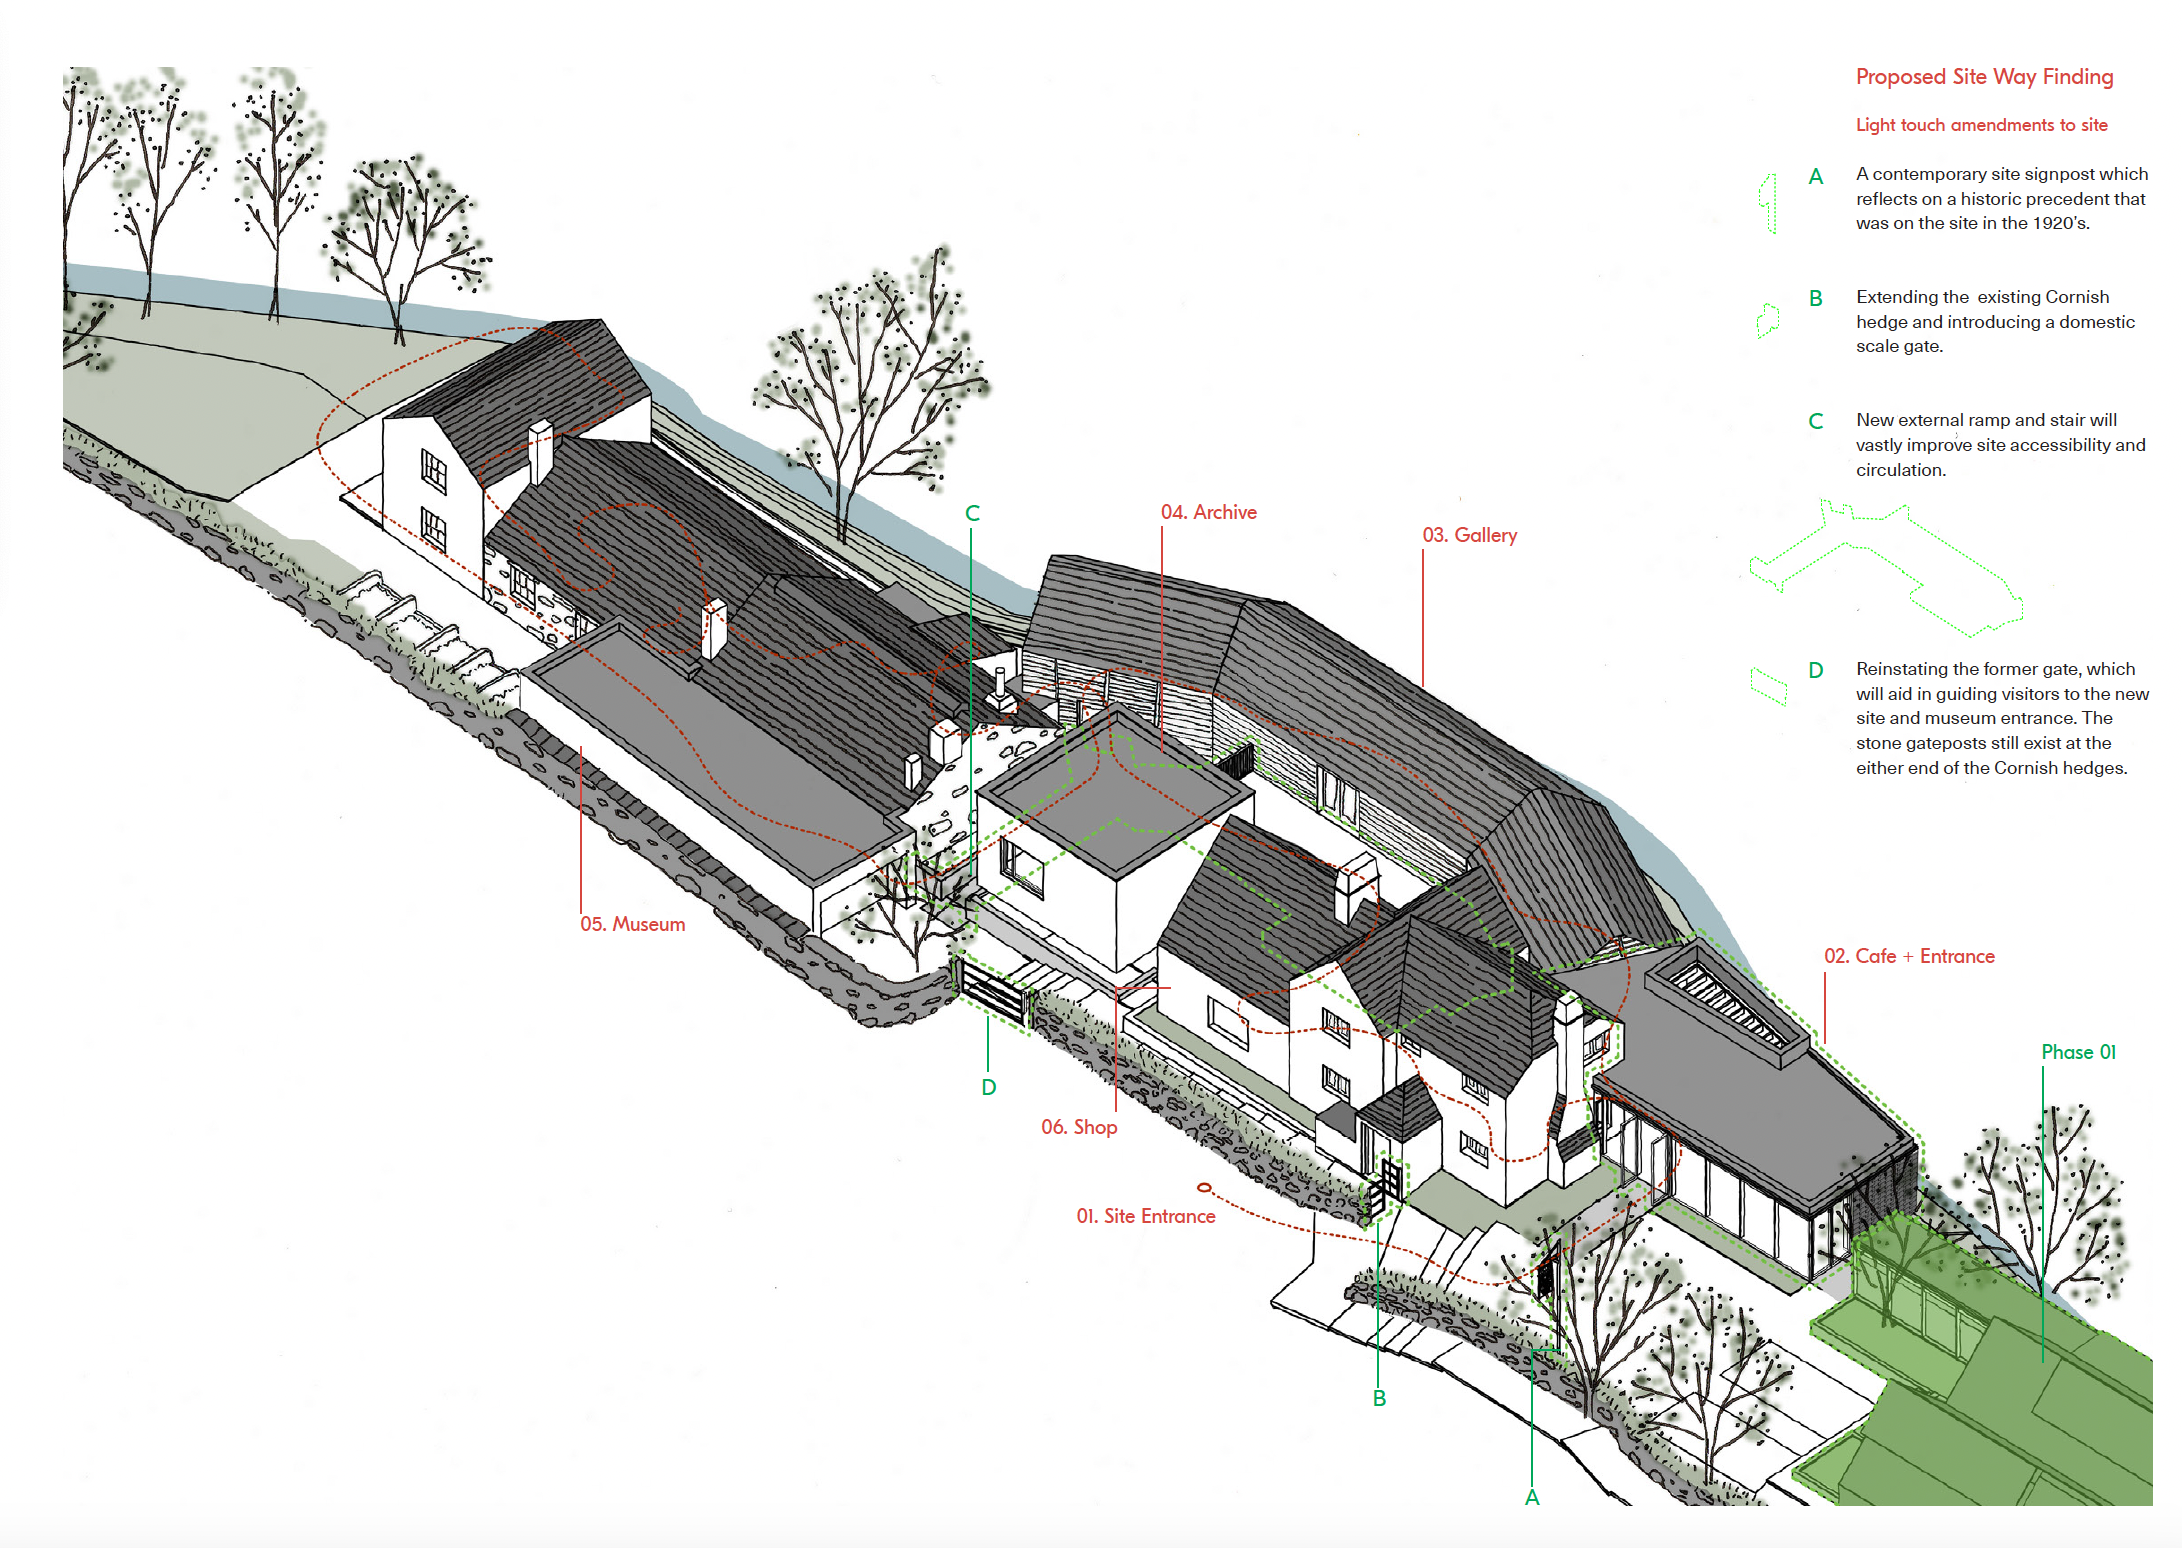 Proposed Site Way Finding
Light touch amendments to site
A
A contemporary site signpost which
reflects on a historic precedent that
was on the site in the 1920's.
B
Extending the existing Cornish
hedge and introducing a domestic
scale gate.
C
New external ramp and stair will
vastly improve site accessibility and
circulation.
D
Reinstating the former gate, which
will aid in guiding visitors to the new
site and museum entrance. The
stone gateposts still exist at the
either end of the Cornish hedges.
C
04. Archive
03. Gallery
05. Museum
02. Cafe + Entrance
Phase 01
D
06. Shop
01. Site Entrance
B
A